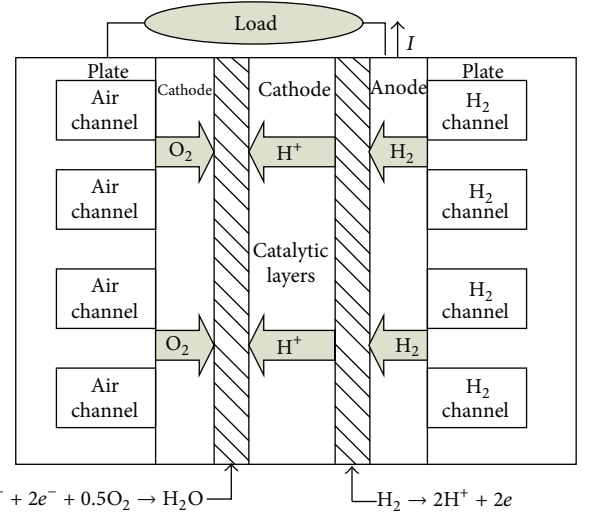 Load
I
Plate
Cathode
Cathode
Anode
Plate
Air
channel
H₂
channel
O₂
H⁺
H₂
Air
channel
H₂
channel
Catalytic
layers
Air
channel
H₂
channel
O₂
H⁺
H₂
Air
channel
H₂
channel
+ 2e⁻ + 0.5O₂ → H₂O
H₂ → 2H⁺ + 2e